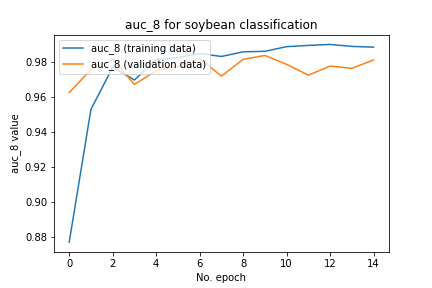 auc_8 for soybean classification
auc_8 (training data)
auc_8 (validation data)
auc_8 value
0.98
0.96
0.94
0.92
0.90
0.88
0 2 4 6 8 10 12 14
No. epoch